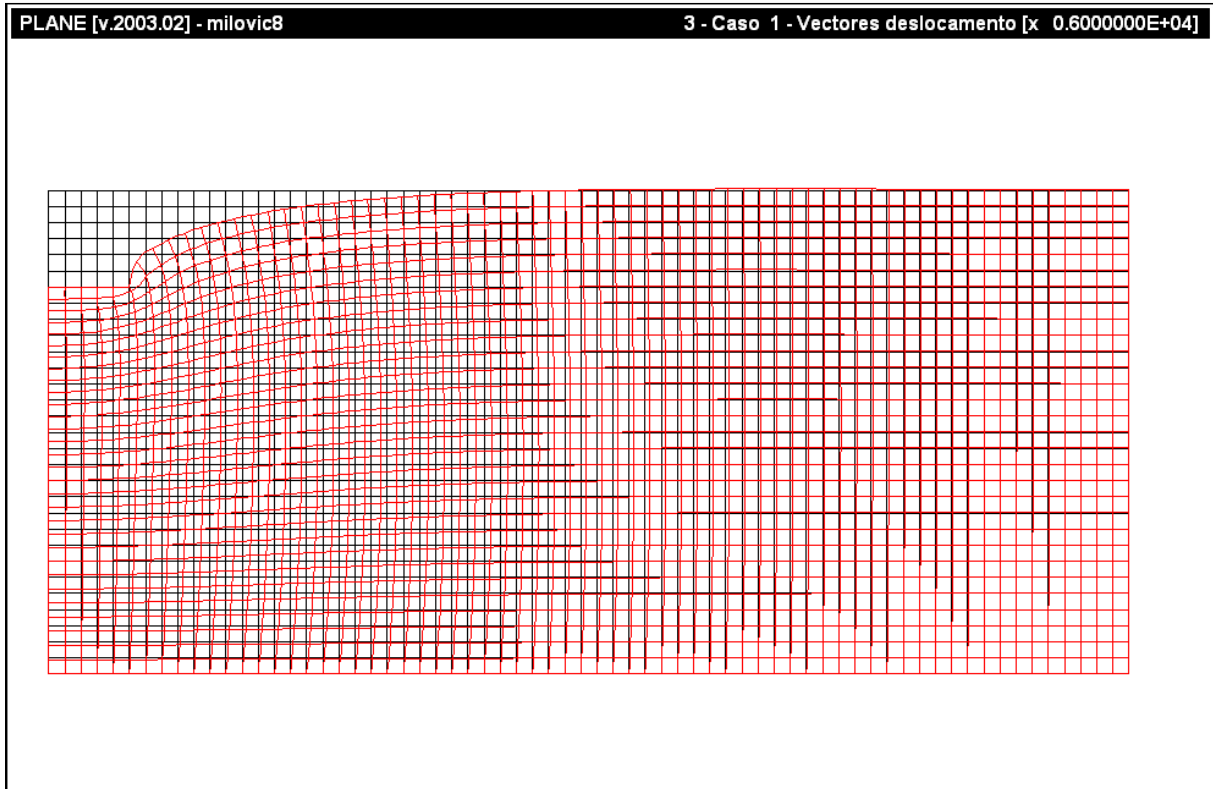 PLANE [v.2003.02] - milovic8
3 - Caso 1 - Vectores deslocamento [x 0.6000000E+04]